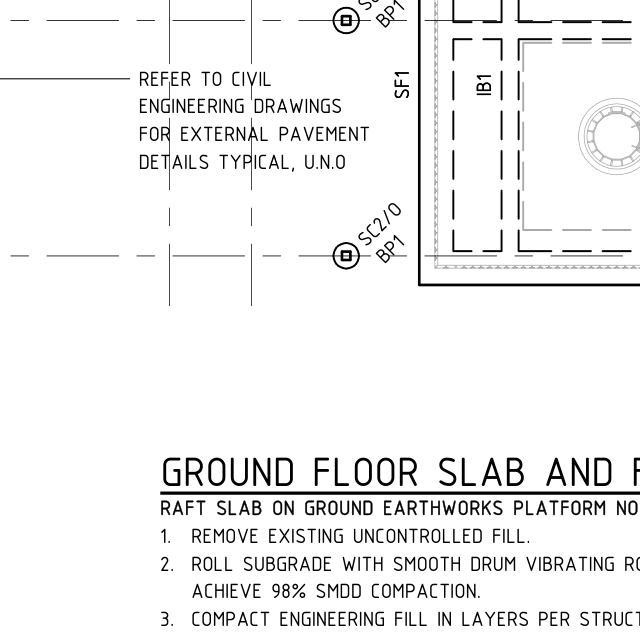 BP1
REFER TO CIVIL
ENGINEERING DRAWINGS
FOR EXTERNAL PAVEMENT
DETAILS TYPICAL, U.N.O
SF1
IB1
SC2/0
BP1
GROUND FLOOR SLAB AND
RAFT SLAB ON GROUND EARTHWORKS PLATFORM NO
1. REMOVE EXISTING UNCONTROLLED FILL.
2. ROLL SUBGRADE WITH SMOOTH DRUM VIBRATING RO
ACHIEVE 98% SMDD COMPACTION.
3. COMPACT ENGINEERING FILL IN LAYERS PER STRUCT